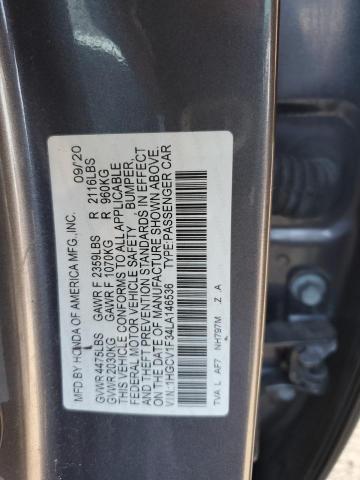 MFD BY HONDA OF AMERICA MFG.,INC. 09/20
GVWR 4475LBS GAWR F 2359LBS R 2116LBS
GVWR 2030KG GAWR F 1070KG R 960KG
THIS VEHICLE CONFORMS TO ALL APPLICABLE
FEDERAL MOTOR VEHICLE SAFETY , BUMPER,
AND THEFT PREVENTION STANDARDS IN EFFECT
ON THE DATE OF MANUFACTURE SHOWN ABOVE.
V.I.N.:1HGCV1F34LA146536 TYPE:PASSENGER CAR
TVA L AF7 NH797M Z A